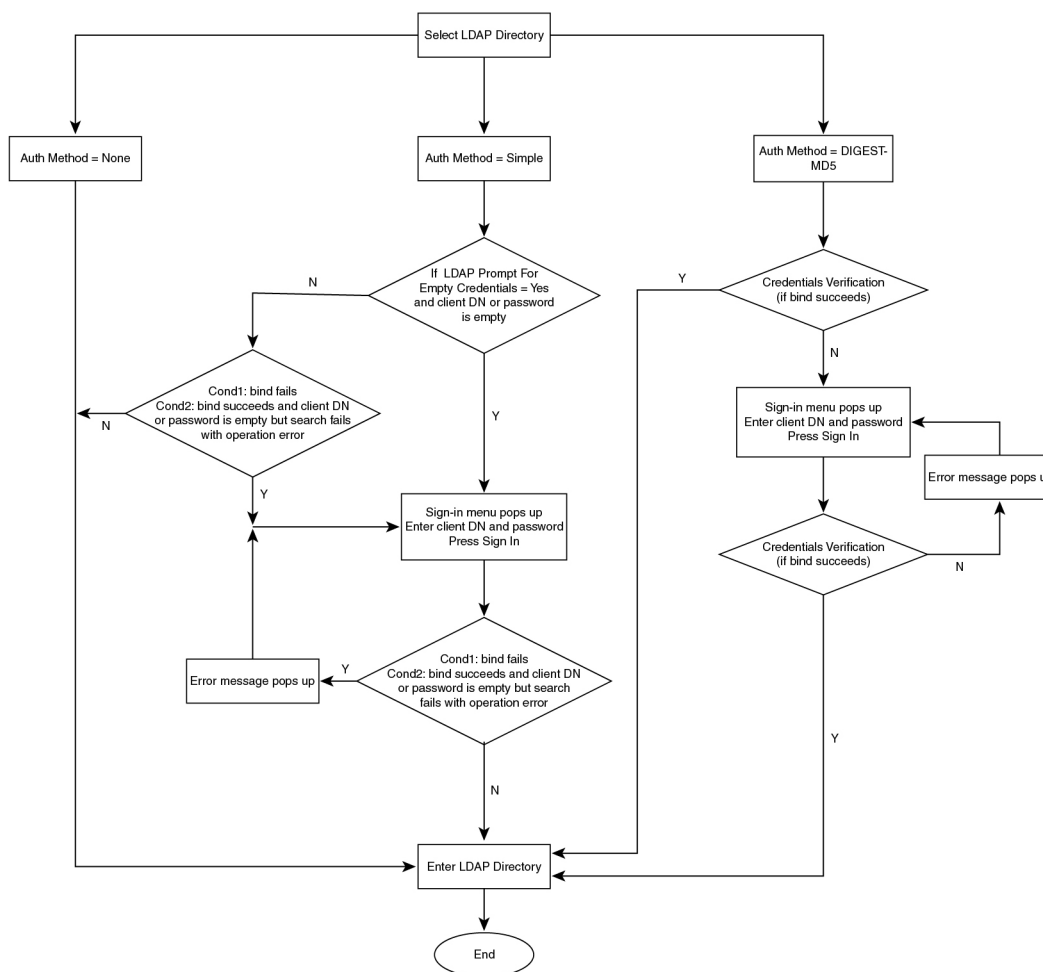 Select LDAP Directory
Auth Method = None
Auth Method = Simple
Auth Method = DIGEST-
MD5
If LDAP Prompt For
Empty Credentials = Yes
and client DN or password
is empty
N
Y
Credentials Verification
(if bind succeeds)
Y
N
Cond1: bind fails
Cond2: bind succeeds and client DN
or password is empty but search fails
with operation error
N
Y
Sign-in menu pops up
Enter client DN and password
Press Sign In
Error message pops up
Sign-in menu pops up
Enter client DN and password
Press Sign In
Credentials Verification
(if bind succeeds)
N
Y
Cond1: bind fails
Cond2: bind succeeds and client DN
or password is empty but search
fails with operation error
Y
Error message pops up
N
Enter LDAP Directory
End